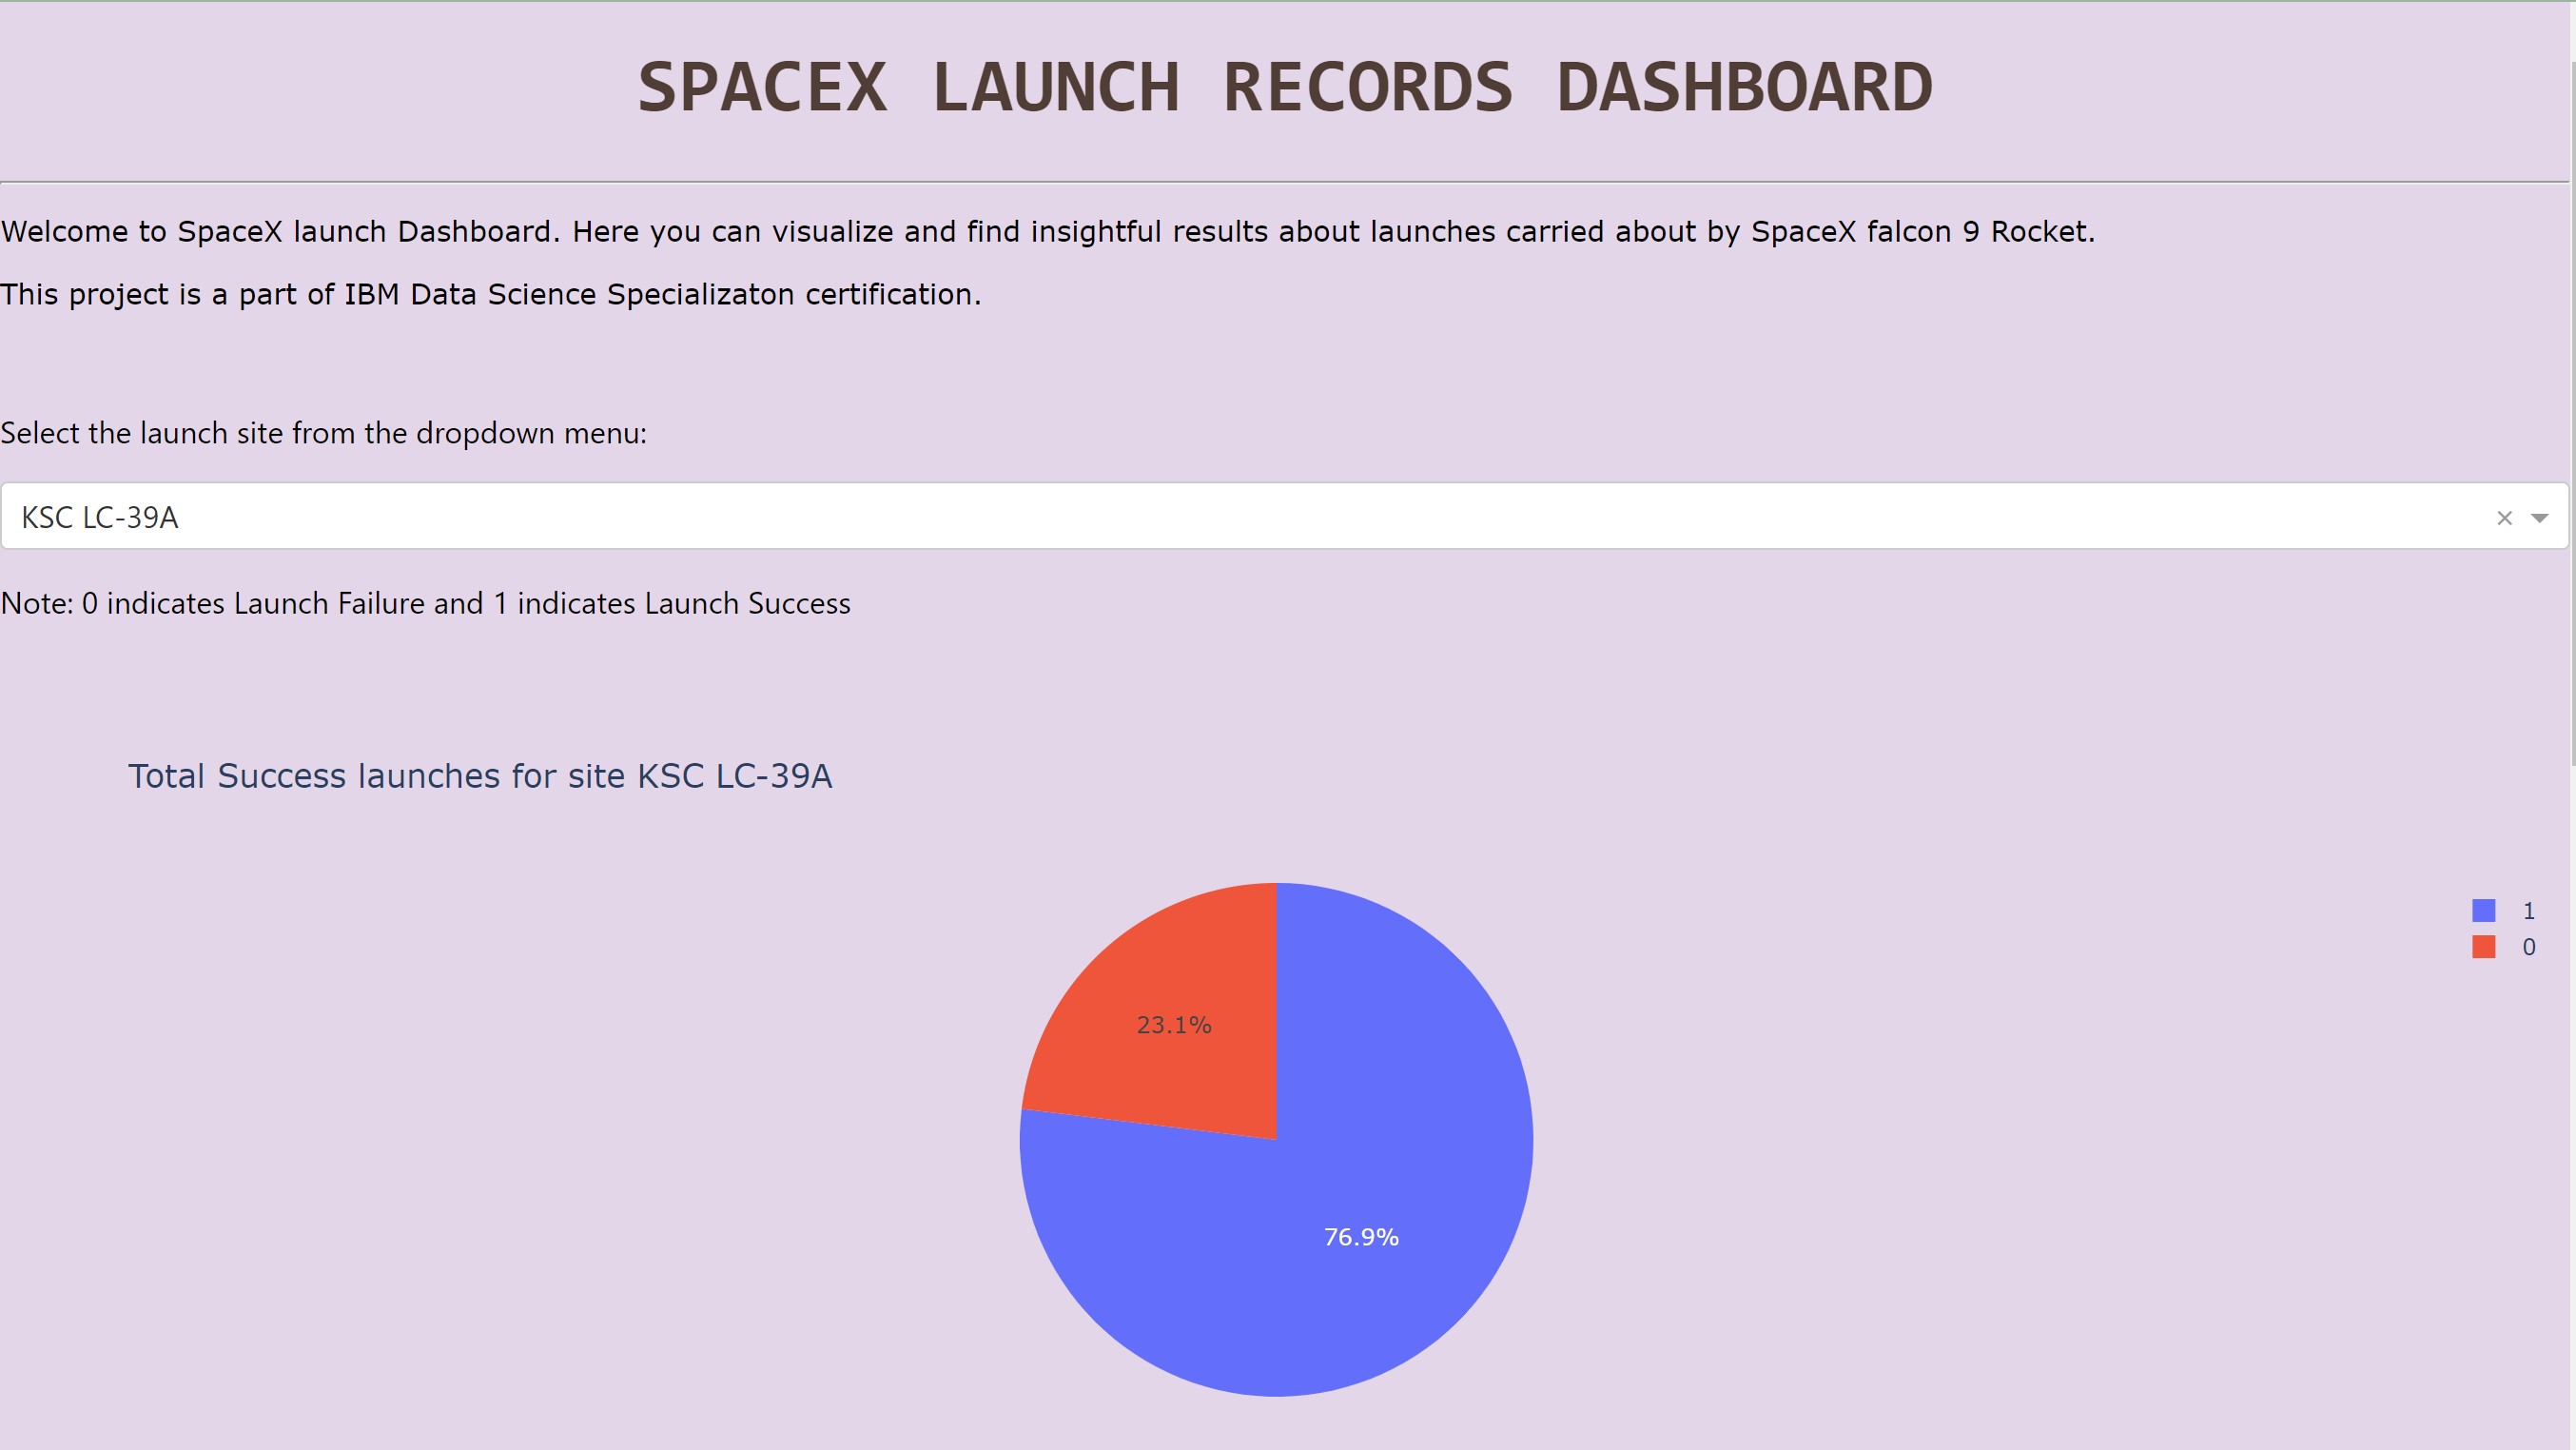 SPACEX LAUNCH RECORDS DASHBOARD
Welcome to SpaceX launch Dashboard. Here you can visualize and find insightful results about launches carried about by SpaceX falcon 9 Rocket.
This project is a part of IBM Data Science Specializaton certification.
Select the launch site from the dropdown menu:
KSC LC-39A
Note: 0 indicates Launch Failure and 1 indicates Launch Success
Total Success launches for site KSC LC-39A
1
0
23.1%
76.9%